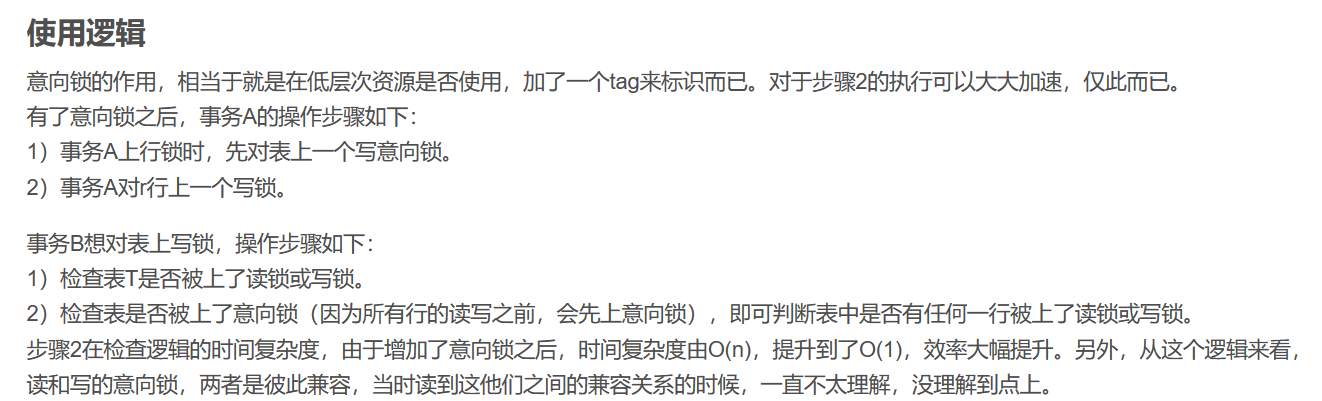 使用逻辑
意向锁的作用，相当于就是在低层次资源是否使用，加了一个tag来标识而已。对于步骤2的执行可以大大加速，仅此而已。
有了意向锁之后，事务A的操作步骤如下：
1）事务A上行锁时，先对表上一个写意向锁。
2）事务A对r行上一个写锁。
事务B想对表上写锁，操作步骤如下：
1）检查表T是否被上了读锁或写锁。
2）检查表是否被上了意向锁（因为所有行的读写之前，会先上意向锁），即可判断表中是否有任何一行被上了读锁或写锁。
步骤2在检查逻辑的时间复杂度，由于增加了意向锁之后，时间复杂度由O(n)，提升到了O(1)，效率大幅提升。另外，从这个逻辑来看，
读和写的意向锁，两者是彼此兼容，当时读到这他们之间的兼容关系的时候，一直不太理解，没理解到点上。